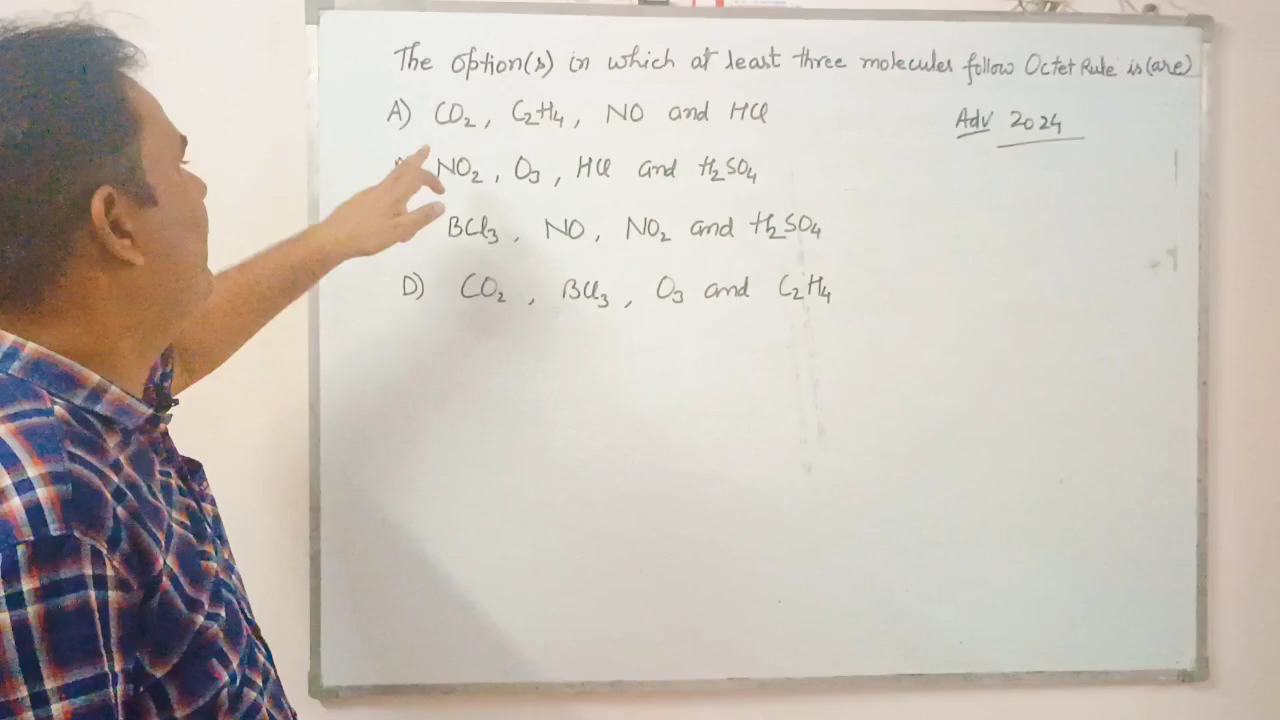 The option(s) in which at least three molecules follow Octet Rule is(are)
A) CO₂, C₂H₄, NO and HCl
Adv 2024
NO₂, O₃, HCl and H₂SO₄
BCl₃, NO, NO₂ and H₂SO₄
D) CO₂, BCl₃, O₃ and C₂H₄